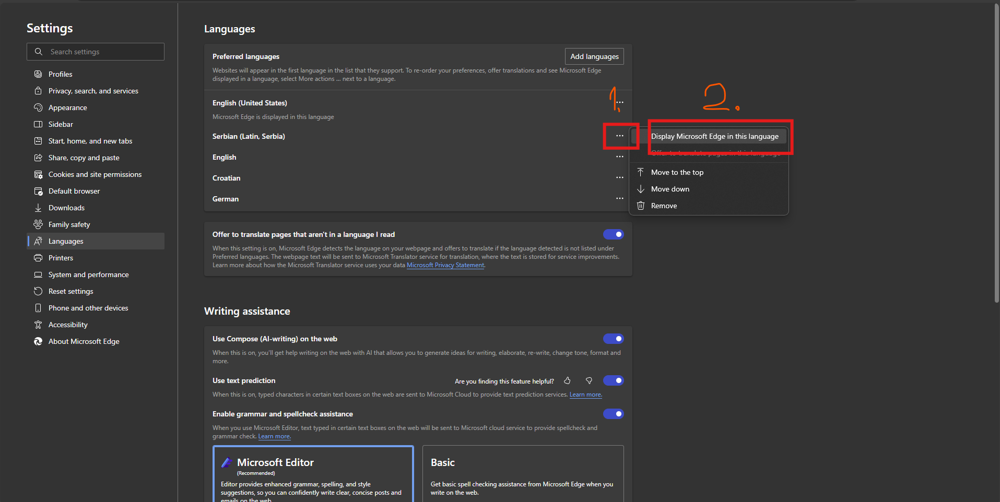 Settings
Search settings
Profiles
Privacy, search, and services
Appearance
Sidebar
Start, home, and new tabs
Share, copy and paste
Cookies and site permissions
Default browser
Downloads
Family safety
Languages
Printers
System and performance
Reset settings
Phone and other devices
Accessibility
About Microsoft Edge
Languages
Preferred languages
Add languages
Websites will appear in the first language in the list that they support. To re-order your preferences, offer translations and see Microsoft Edge
displayed in a language, select More actions ... next to a language.
1.
2.
English (United States)
Microsoft Edge is displayed in this language
Serbian (Latin, Serbia)
English
Croatian
German
Display Microsoft Edge in this language
Offer to translate pages in this language
Move to the top
Move down
Remove
Offer to translate pages that aren't in a language I read
When this setting is on, Microsoft Edge detects the language on your webpage and offers to translate if the language detected is not listed under
Preferred languages. The webpage text will be sent to Microsoft Translator service for translation, where the text is stored for service improvements.
Learn more about how the Microsoft Translator service uses your data Microsoft Privacy Statement.
Writing assistance
Use Compose (AI-writing) on the web
When this is on, you'll get help writing on the web with AI that allows you to generate ideas for writing, elaborate, re-write, change tone, format and
more.
Use text prediction
Are you finding this feature helpful?
When this is on, typed characters in certain text boxes on the web are sent to Microsoft Cloud to provide text prediction services. Learn more.
Enable grammar and spellcheck assistance
When you use Microsoft Editor, text typed in certain text boxes on the web will be sent to Microsoft cloud service to provide spellcheck and
grammar check. Learn more.
Microsoft Editor
(Recommended)
Editor provides enhanced grammar, spelling, and style
suggestions, so you can confidently write clear, concise posts and
emails on the web.
Basic
Get basic spell checking assistance from Microsoft Edge when you
write on the web.